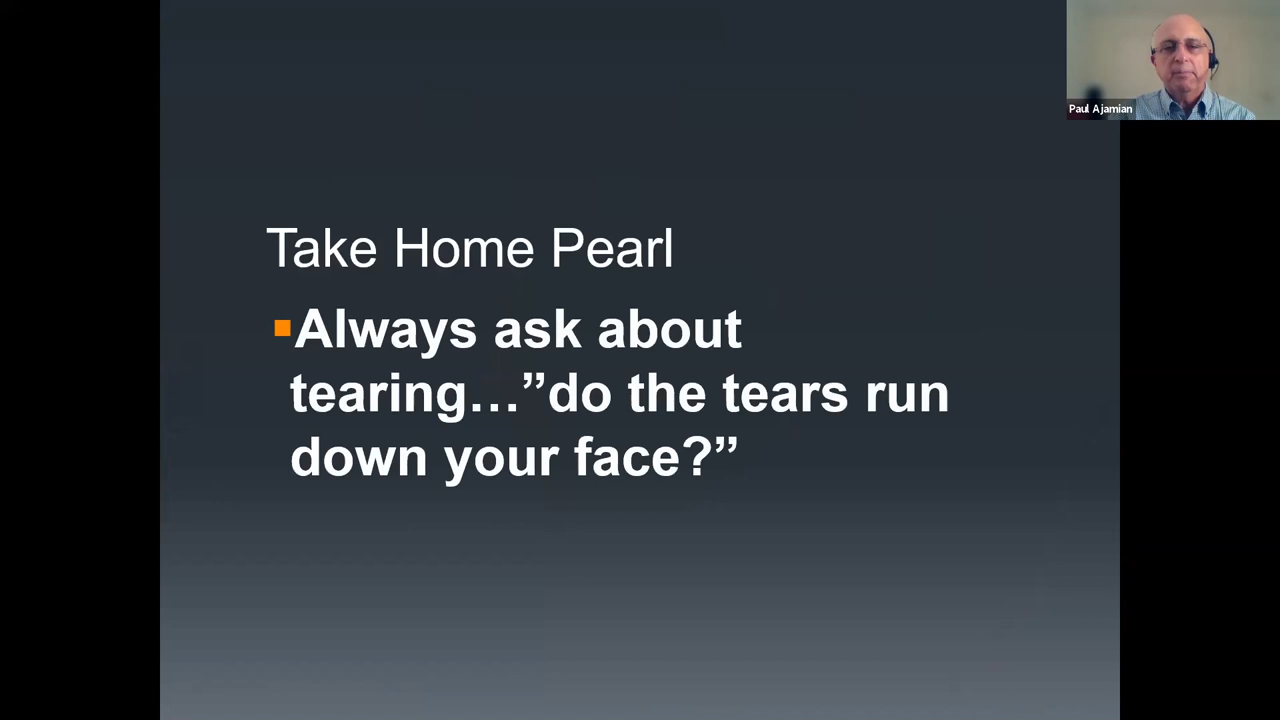 Paul Ajamian
Take Home Pearl
Always ask about
tearing…”do the tears run
down your face?”